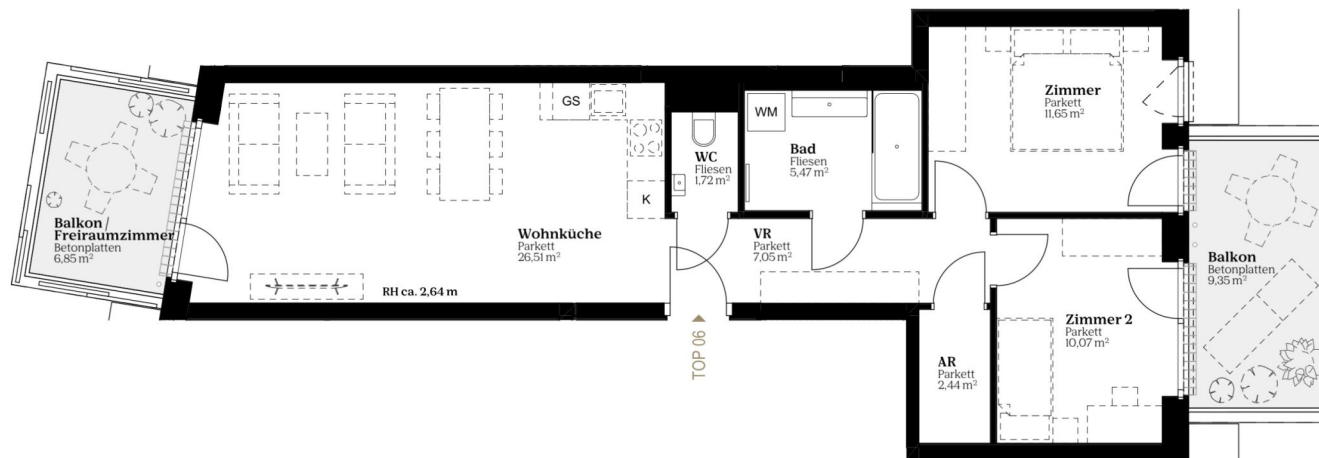 Balkon /
Freiraumzimmer
Betonplatten
6,85 m²
Wohnküche
Parkett
26,51 m²
RH ca. 2,64 m
GS
K
WC
Fliesen
1,72 m²
WM
Bad
Fliesen
5,47 m²
VR
Parkett
7,05 m²
TOP 06
Zimmer
Parkett
11,65 m²
Zimmer 2
Parkett
10,07 m²
AR
Parkett
2,44 m²
Balkon
Betonplatten
9,35 m²